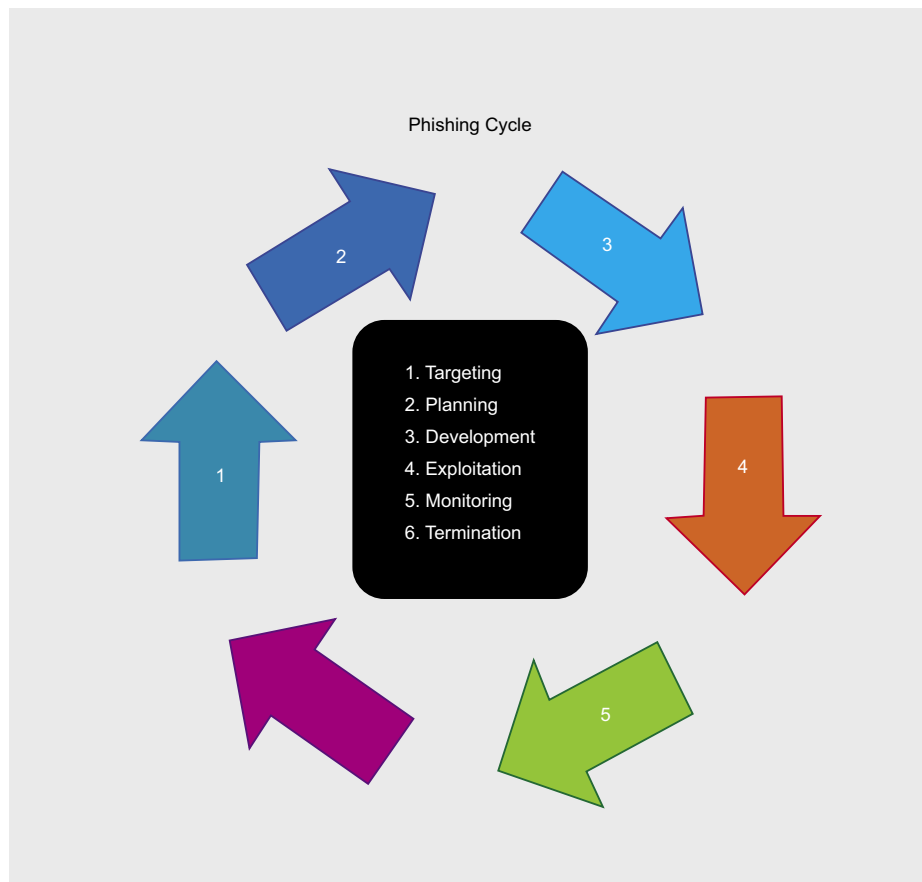 Phishing Cycle
2
3
1. Targeting
2. Planning
3. Development
4. Exploitation
5. Monitoring
6. Termination
1
4
5